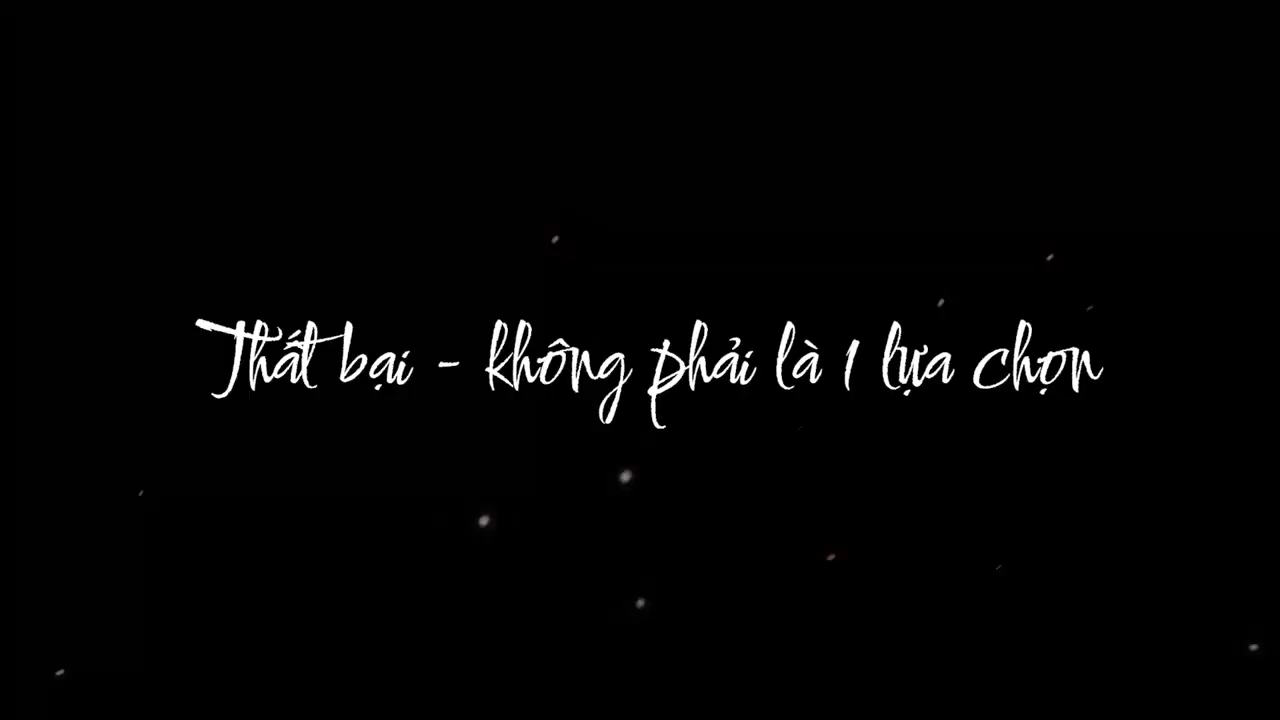 Thất bại - không phải là 1 lựa chọn